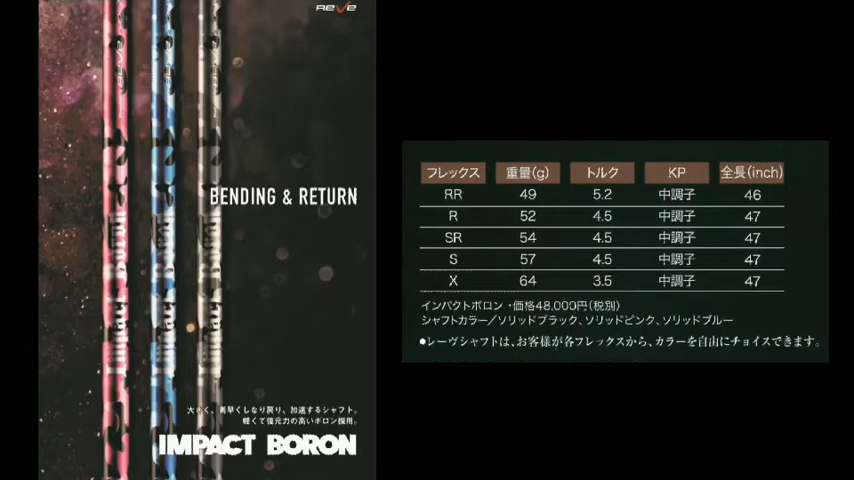 ReVe
BENDING & RETURN
大きく、素早くしなり戻り、加速するシャフト。
軽くて復元力の高いボロン採用。
IMPACT BORON
Impact Boron
フレックス 重量(g) トルク KP 全長(inch)
RR 49 5.2 中調子 46
R 52 4.5 中調子 47
SR 54 4.5 中調子 47
S 57 4.5 中調子 47
X 64 3.5 中調子 47
インパクトボロン・価格48,000円(税別)
シャフトカラー/ソリッドブラック、ソリッドピンク、ソリッドブルー
●レーヴシャフトは、お客様が各フレックスから、カラーを自由にチョイスできます。